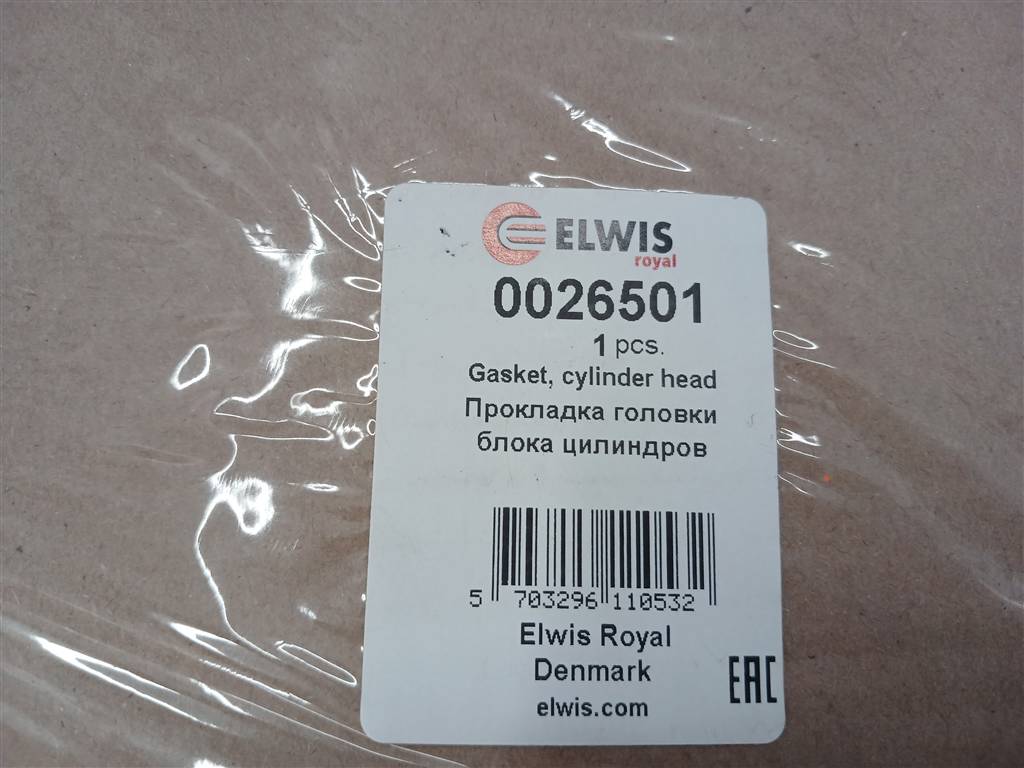 ELWIS
royal
0026501
1 pcs.
Gasket, cylinder head
Прокладка головки
блока цилиндров
5 703296 110532
Elwis Royal
Denmark
elwis.com
EAC